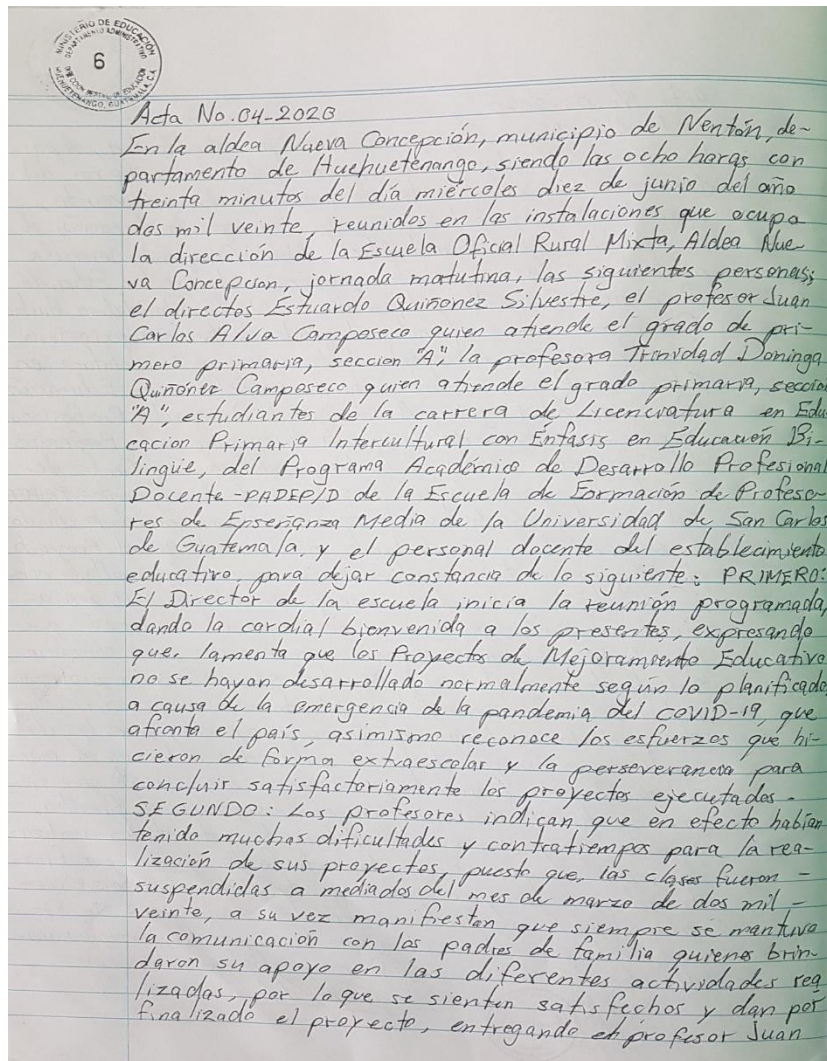 MINISTERIO DE EDUCACIÓN
DEPARTAMENTO ADMINISTRATIVO
6
HUEHUETENANGO, GUATEMALA, C.A.
Acta No. 04-2020
En la aldea Nueva Concepción, municipio de Nentón, de-
partamento de Huehuetenango, siendo las ocho horas con
treinta minutos del día miércoles diez de junio del año
dos mil veinte, reunidos en las instalaciones que ocupa
la dirección de la Escuela Oficial Rural Mixta, Aldea Nue-
va Concepcion, jornada matutina, las siguientes personas;
el directos Estuardo Quiñonez Silvestre, el profesor Juan
Carlos Alva Camposeco quien atiende el grado de pri-
mero primaria, seccion "A", la profesora Trinidad Dominga
Quiñónez Camposeco quien atiende el grado primaria, seccion
"A", estudiantes de la carrera de Licenciatura en Edu
cacion Primaria Intercultural con Énfasis en Educación Bi-
lingüe, del Programa Académico de Desarrollo Profesional
Docente -PADEP/D de la Escuela de Formación de Profeso-
res de Enseñanza Media de la Universidad de San Carlos
de Guatemala, y el personal docente del establecimiento
educativo, para dejar constancia de lo siguiente: PRIMERO:
El Director de la escuela inicia la reunión programada,
dando la cordial bienvenida a los presentes, expresando
que, lamenta que los Proyectos de Mejoramiento Educativo
no se hayan desarrollado normalmente según lo planificado
a causa de la emergencia de la pandemia del COVID-19, que
afronta el país, asimismo reconoce los esfuerzos que hi-
cieron de forma extraescolar y la perseverancia para
concluir satisfactoriamente los proyectos ejecutados.
SEGUNDO: Los profesores indican que en efecto habían
tenido muchas dificultades y contratiempos para la rea-
lización de sus proyectos, puesto que, las clases fueron -
suspendidas a mediados del mes de marzo de dos mil -
veinte, a su vez manifiestan que siempre se mantuvo
la comunicación con los padres de familia quienes brin-
daron su apoyo en las diferentes actividades rea
lizadas, por lo que se sienten satisfechos y dan por
finalizado el proyecto, entregando el profesor Juan